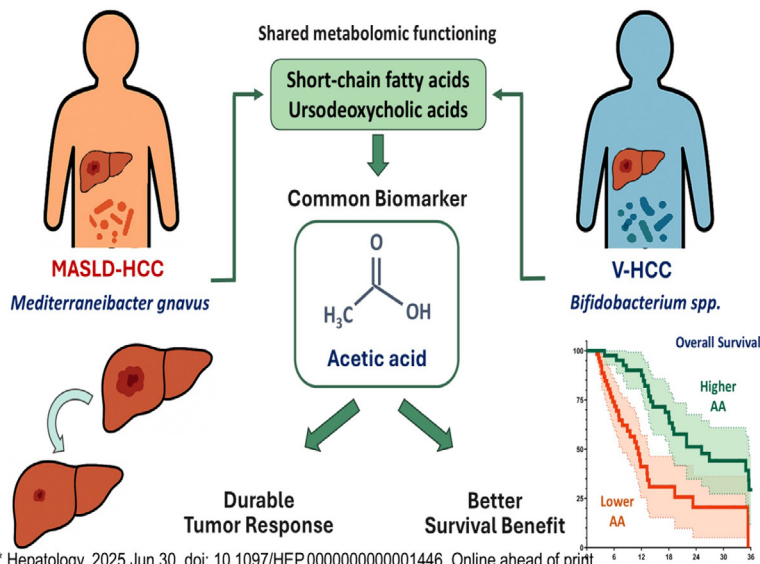 Shared metabolomic functioning
Short-chain fatty acids
Ursodeoxycholic acids
Common Biomarker
MASLD-HCC
Mediterraneibacter gnavus
O
H3C
OH
Acetic acid
V-HCC
Bifidobacterium spp.
Overall Survival
100
75
50
25
Higher
AA
Lower
AA
6 12 18 24 30 36
Durable
Tumor Response
Better
Survival Benefit
* Hepatology. 2025 Jun 30. doi: 10.1097/HEP.0000000000001446. Online ahead of print